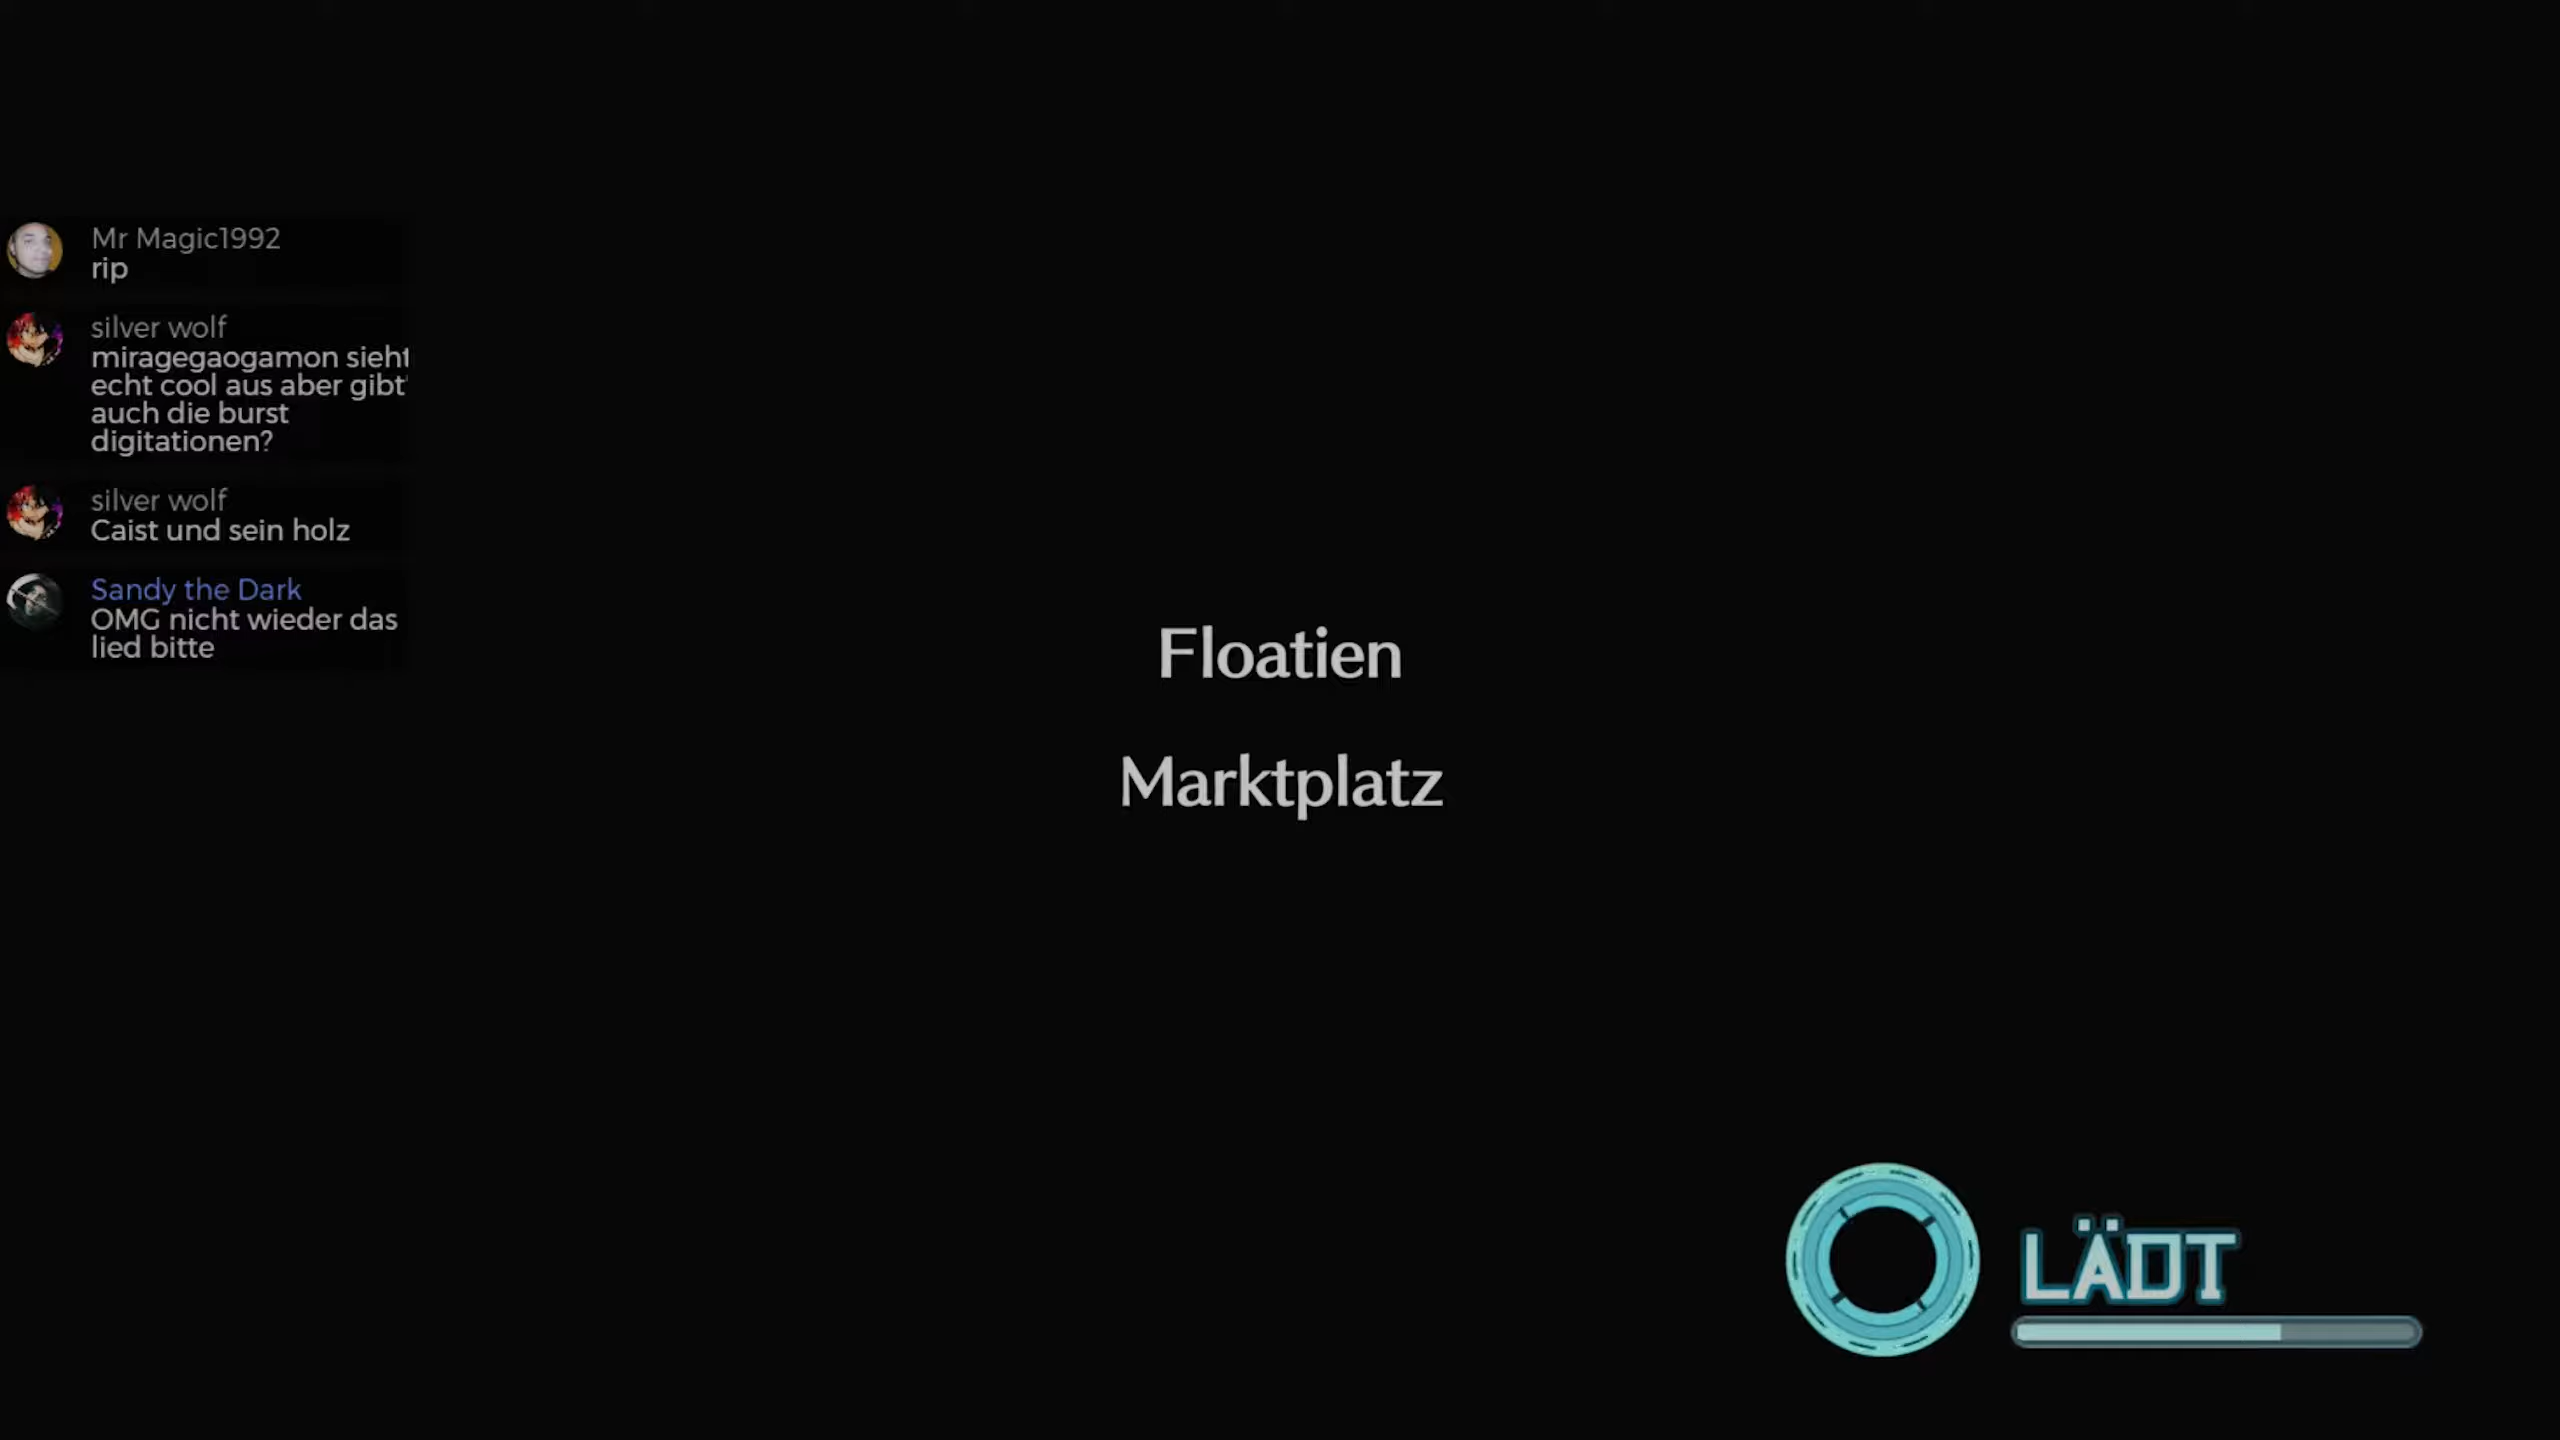 Mr Magic1992
rip
silver wolf
miragegaogamon sieht
echt cool aus aber gibt'
auch die burst
digitationen?
silver wolf
Caist und sein holz
Sandy the Dark
OMG nicht wieder das
lied bitte
Floatien
Marktplatz
LÄDT